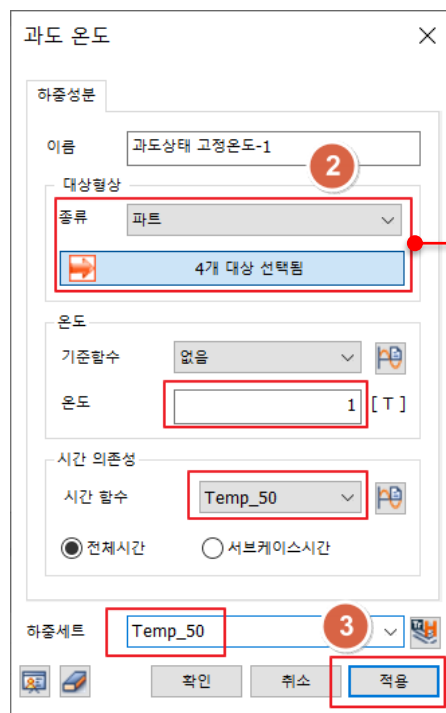 과도 온도
하중성분
이름 과도상태 고정온도-1
2
대상형상
종류 파트
4개 대상 선택됨
온도
기준함수 없음
온도 1 [ T ]
시간 의존성
시간 함수 Temp_50
전체시간 서브케이스시간
3
하중세트 Temp_50
확인 취소 적용